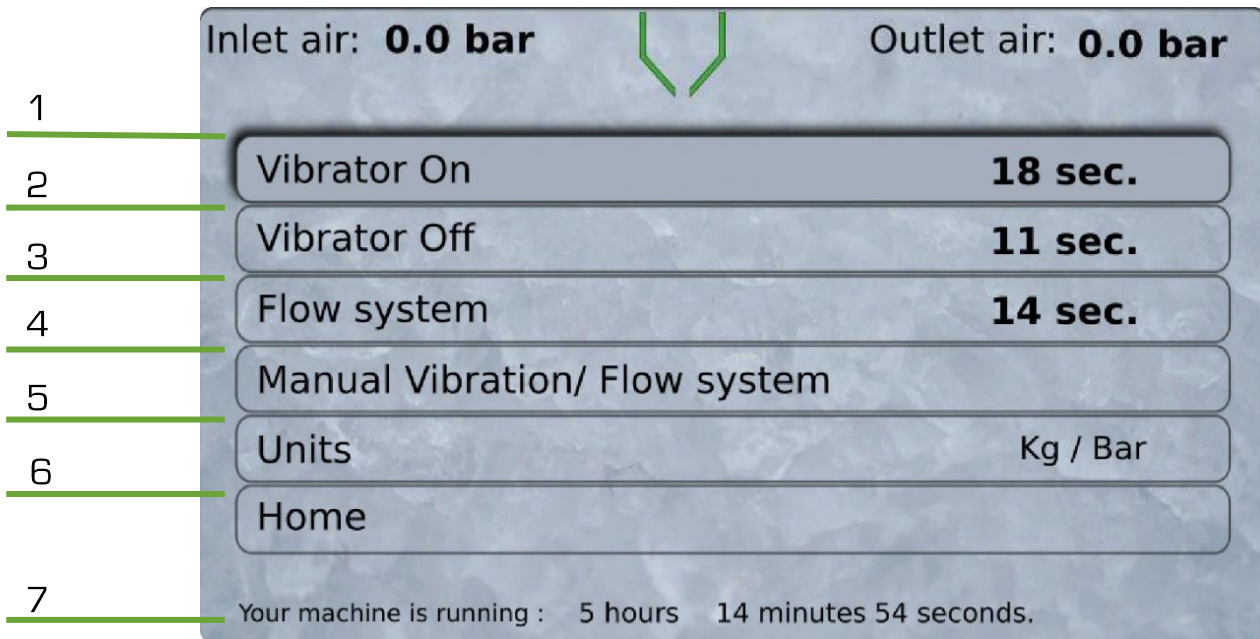 Inlet air: 0.0 bar Outlet air: 0.0 bar
1
Vibrator On 18 sec.
2
Vibrator Off 11 sec.
3
Flow system 14 sec.
4
Manual Vibration/ Flow system
5
Units Kg / Bar
6
Home
7
Your machine is running : 5 hours 14 minutes 54 seconds.